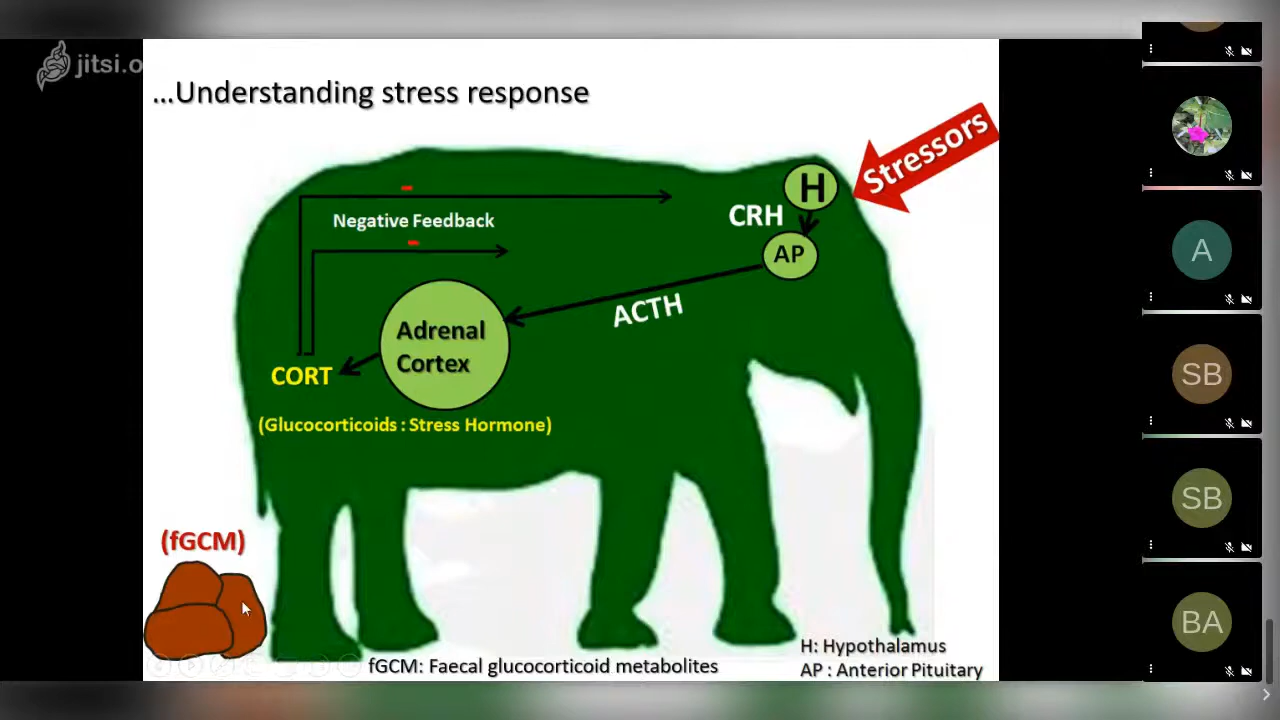 jitsi.o
...Understanding stress response
Stressors
H
CRH
AP
Negative Feedback
-
-
ACTH
Adrenal
Cortex
CORT
(Glucocorticoids : Stress Hormone)
(fGCM)
fGCM: Faecal glucocorticoid metabolites
H: Hypothalamus
AP : Anterior Pituitary
A
SB
SB
BA